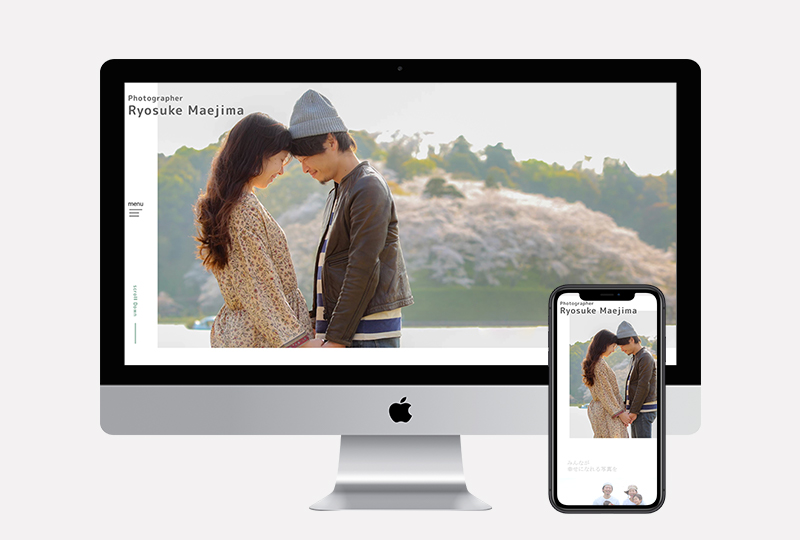 Photographer
Ryosuke Maejima
menu
scroll Down
Photographer
Ryosuke Maejima
みんなが
幸せになれる写真を